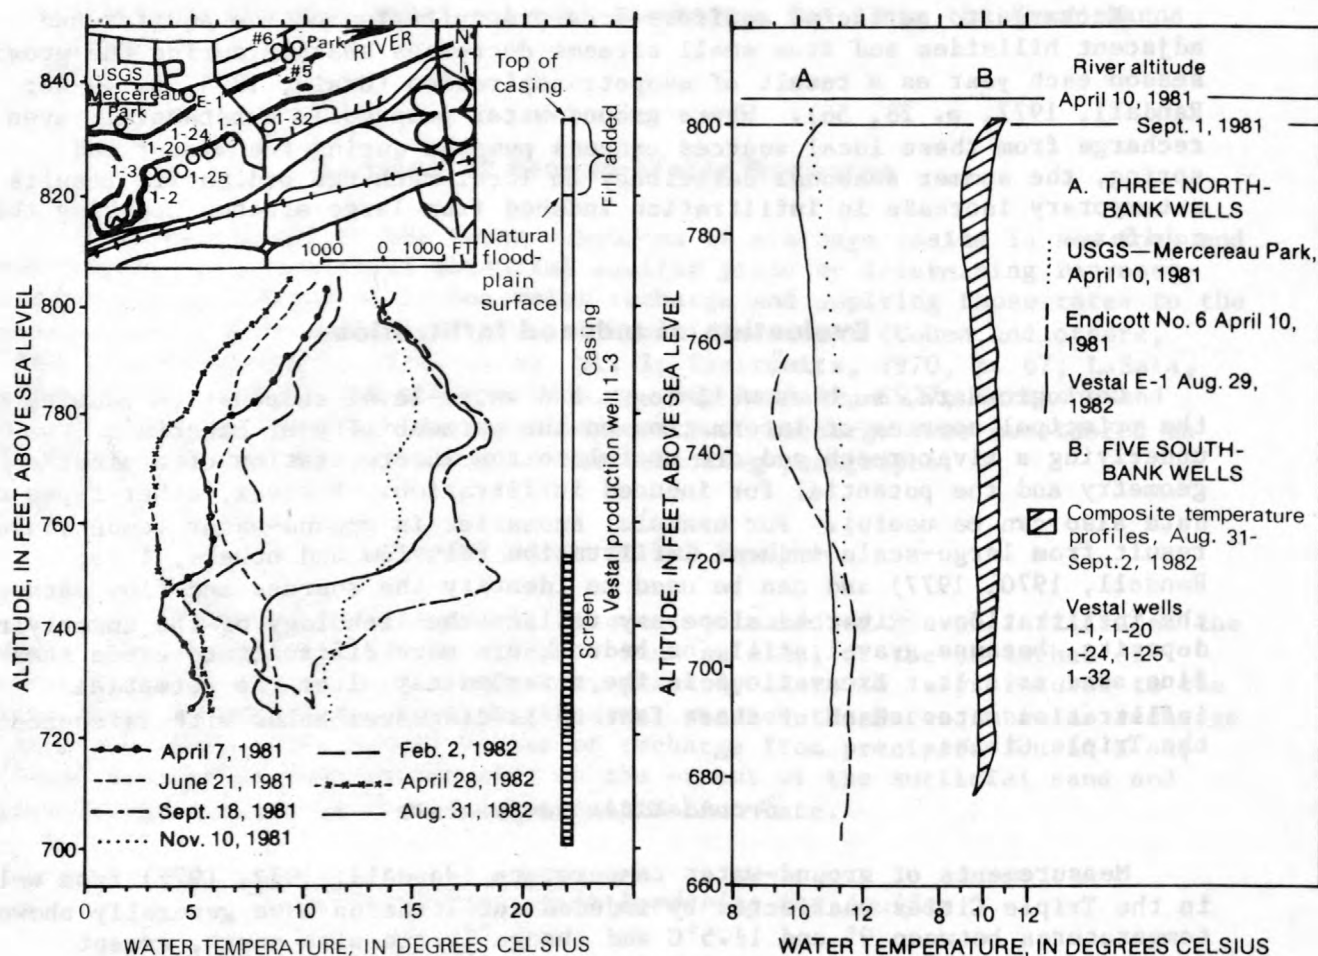 #6
Park
RIVER
N
#5
USGS
Mercereau
Park
E-1
1-1
1-32
1-24
1-20
1-3
1-25
1-2
1000 0 1000 FT
Top of
casing
Fill added
Natural
flood-
plain
surface
Casing
Vestal production well 1-3
Screen
ALTITUDE, IN FEET ABOVE SEA LEVEL
840
820
800
780
760
740
720
700
April 7, 1981
June 21, 1981
Sept. 18, 1981
Nov. 10, 1981
Feb. 2, 1982
April 28, 1982
Aug. 31, 1982
0 5 10 15 20
WATER TEMPERATURE, IN DEGREES CELSIUS
ALTITUDE, IN FEET ABOVE SEA LEVEL
800
780
760
740
720
700
680
660
A
B
8 10 12
8 10 12
WATER TEMPERATURE, IN DEGREES CELSIUS
River altitude
April 10, 1981
Sept. 1, 1981
A. THREE NORTH-
BANK WELLS
USGS—Mercereau Park,
April 10, 1981
Endicott No. 6 April 10,
1981
Vestal E-1 Aug. 29,
1982
B. FIVE SOUTH-
BANK WELLS
Composite temperature
profiles, Aug. 31-
Sept. 2, 1982
Vestal wells
1-1, 1-20
1-24, 1-25
1-32